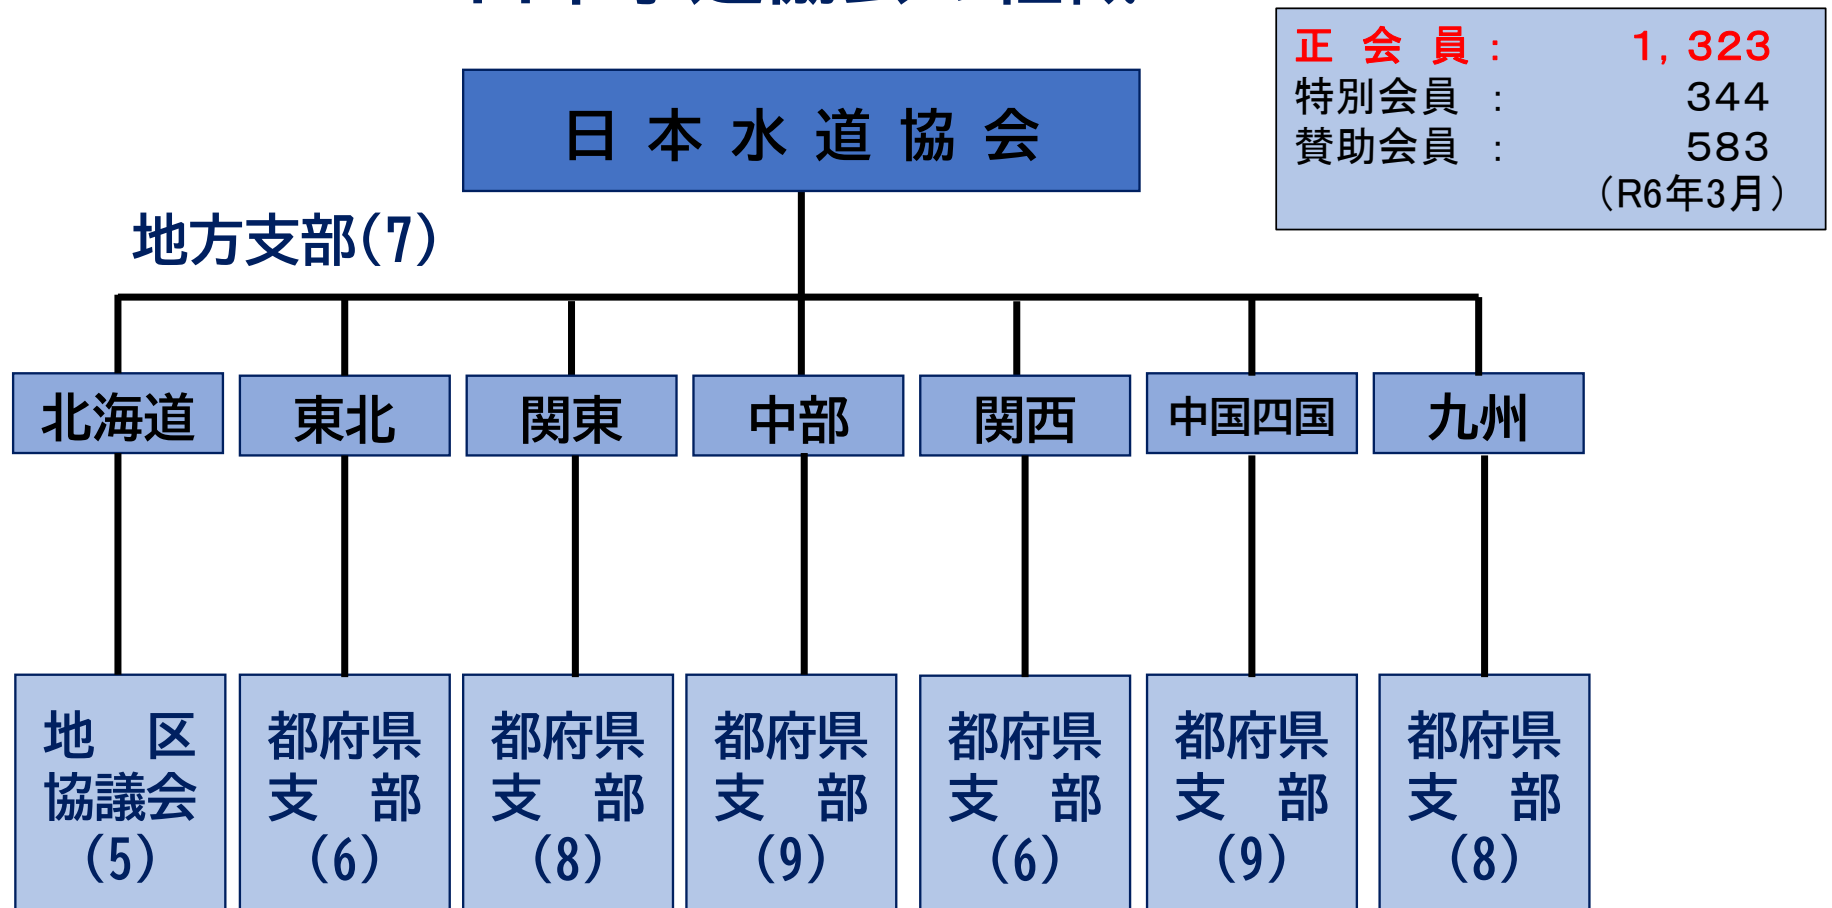 正会員： 1，323
特別会員： 344
賛助会員： 583
（R6年3月）
日本水道協会
地方支部(7)
北海道
東北
関東
中部
関西
中国四国
九州
地区
協議会
(5)
都府県
支部
(6)
都府県
支部
(8)
都府県
支部
(9)
都府県
支部
(6)
都府県
支部
(9)
都府県
支部
(8)